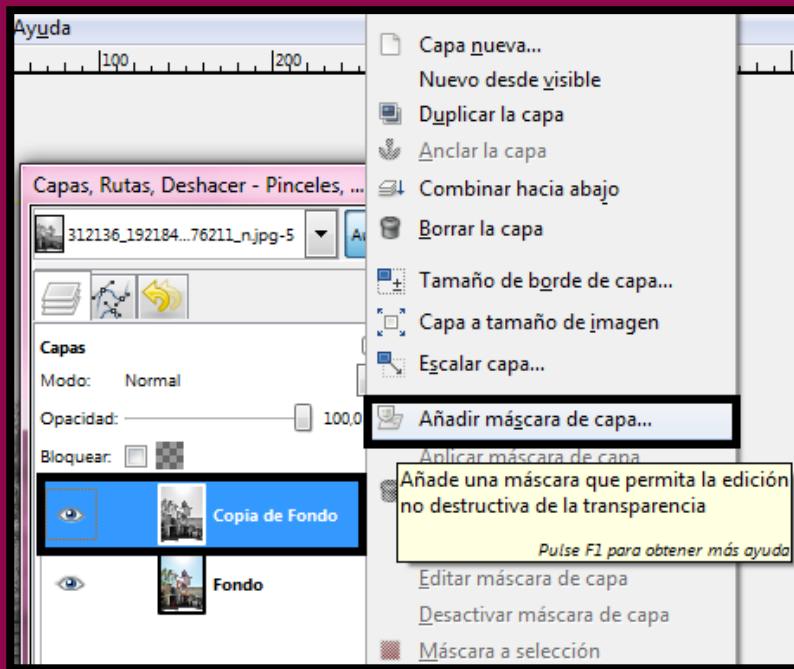 Ayuda
100 200
Capas, Rutas, Deshacer - Pinceles, ...
312136_192184...76211_n.jpg-5
Capas
Modo: Normal
Opacidad: 100,0
Bloquear:
Copia de Fondo
Fondo
Capa nueva...
Nuevo desde visible
Duplicar la capa
Anclar la capa
Combinar hacia abajo
Borrar la capa
Tamaño de borde de capa...
Capa a tamaño de imagen
Escalar capa...
Añadir máscara de capa...
Aplicar máscara de capa
Añade una máscara que permita la edición
no destructiva de la transparencia
Pulse F1 para obtener más ayuda
Editar máscara de capa
Desactivar máscara de capa
Máscara a selección